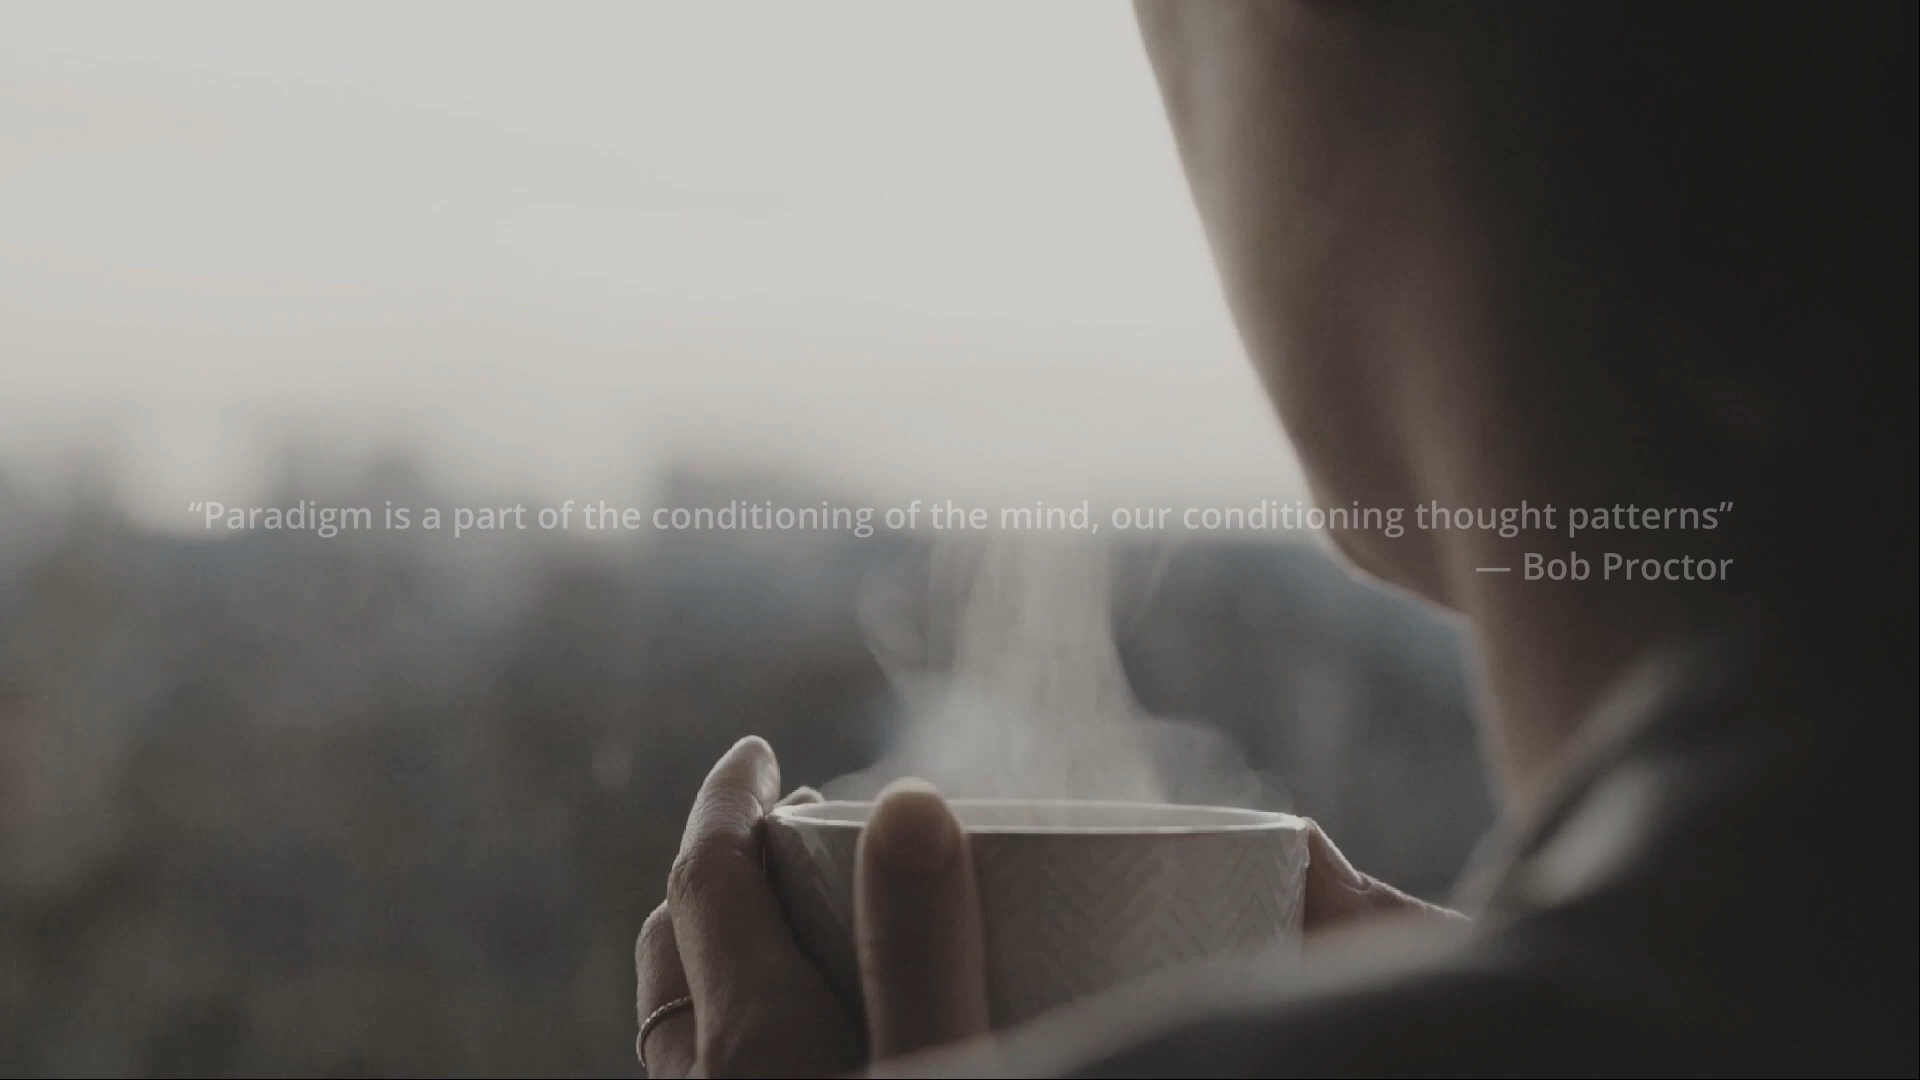 “Paradigm is a part of the conditioning of the mind, our conditioning thought patterns”
— Bob Proctor